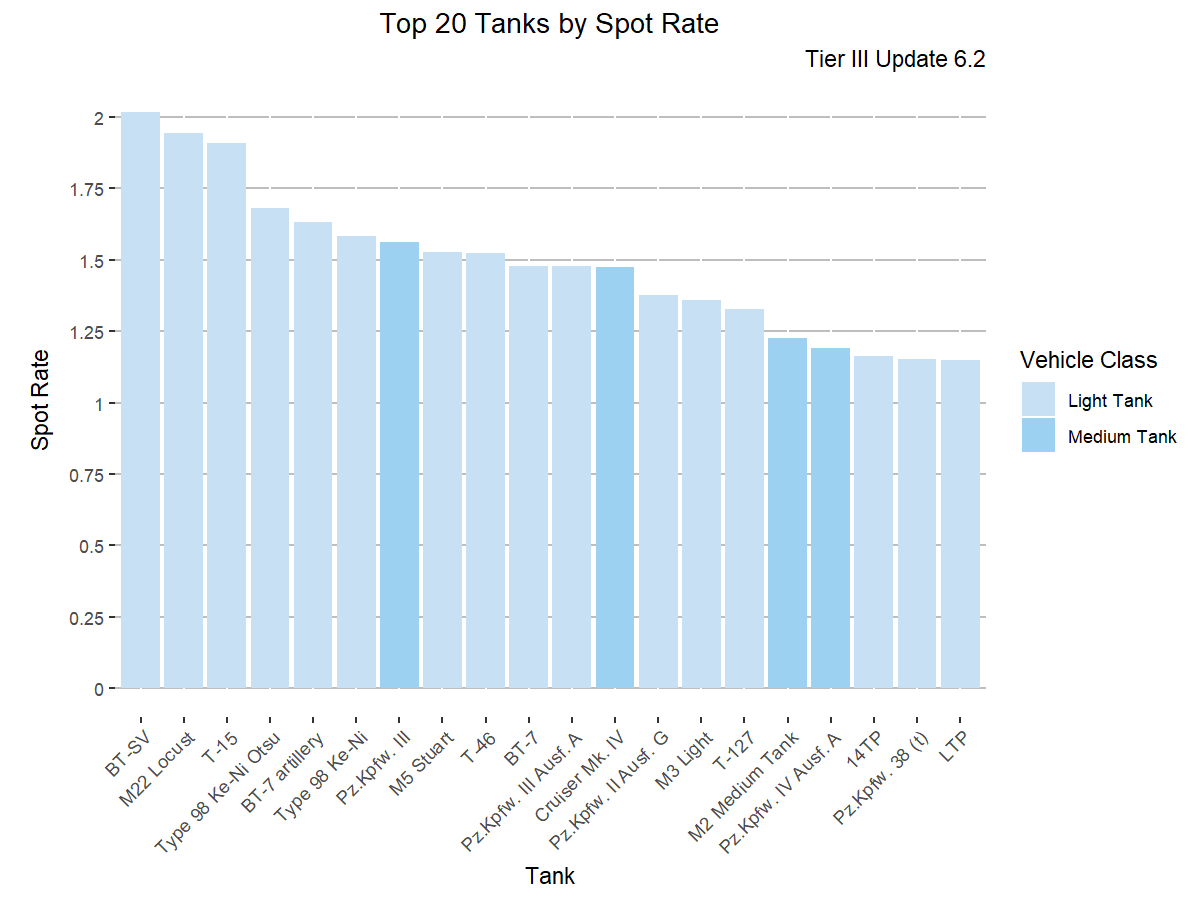 Top 20 Tanks by Spot Rate
Tier III Update 6.2
2
1.75
1.5
1.25
1
0.75
0.5
0.25
0
Spot Rate
BT-SV
M22 Locust
T-15
Type 98 Ke-Ni Otsu
BT-7 artillery
Type 98 Ke-Ni
Pz.Kpfw. III
M5 Stuart
T-46
BT-7
Pz.Kpfw. III Ausf. A
Cruiser Mk. IV
Pz.Kpfw. II Ausf. G
M3 Light
T-127
M2 Medium Tank
Pz.Kpfw. IV Ausf. A
14TP
Pz.Kpfw. 38 (t)
LTP
Tank
Vehicle Class
Light Tank
Medium Tank